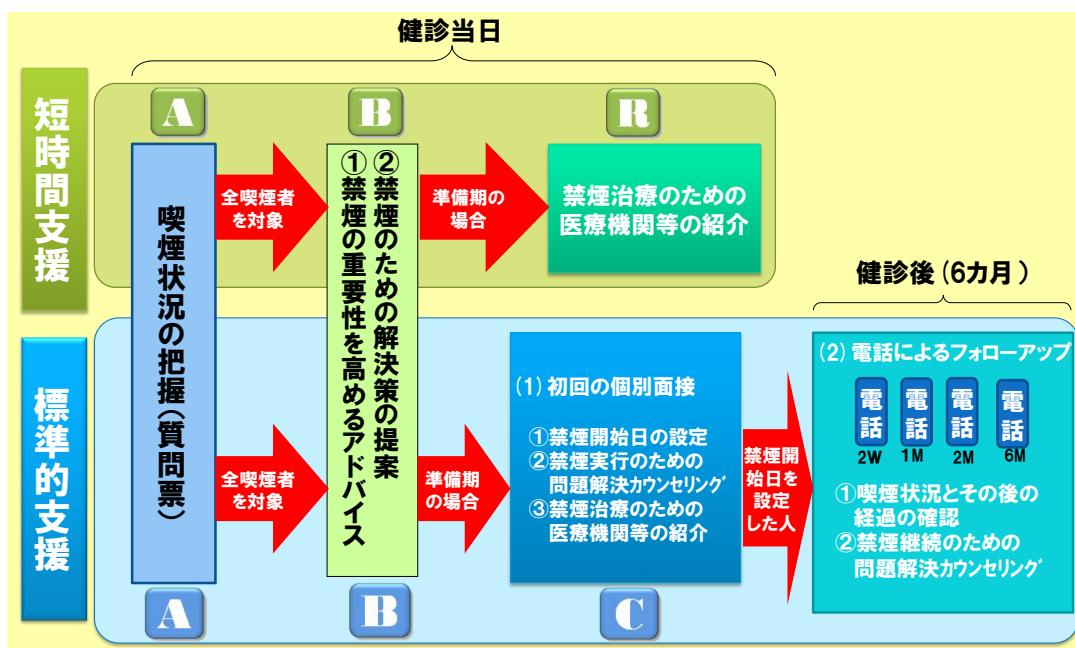 健診当日
短時間支援
A
B
R
喫煙状況の把握(質問票)
全喫煙者
を対象
①禁煙の重要性を高めるアドバイス
②禁煙のための解決策の提案
準備期の
場合
禁煙治療のための
医療機関等の紹介
健診後(6カ月)
標準的支援
全喫煙者
を対象
準備期
の場合
(1)初回の個別面接
①禁煙開始日の設定
②禁煙実行のための
問題解決カウンセリング
③禁煙治療のための
医療機関等の紹介
禁煙開
始日を
設定
した人
(2)電話によるフォローアップ
電話
電話
電話
電話
2W
1M
2M
6M
①喫煙状況とその後の
経過の確認
②禁煙継続のための
問題解決カウンセリング
A
B
C